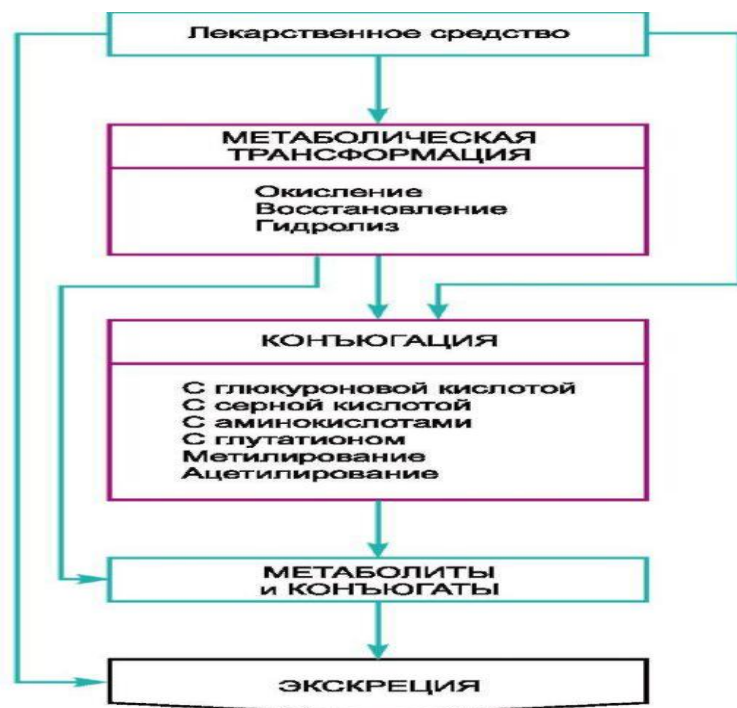 Лекарственное средство
МЕТАБОЛИЧЕСКАЯ
ТРАНСФОРМАЦИЯ
Окисление
Восстановление
Гидролиз
КОНЪЮГАЦИЯ
С глюкуроновой кислотой
С серной кислотой
С аминокислотами
С глутатионом
Метилирование
Ацетилирование
МЕТАБОЛИТЫ
и КОНЪЮГАТЫ
ЭКСКРЕЦИЯ